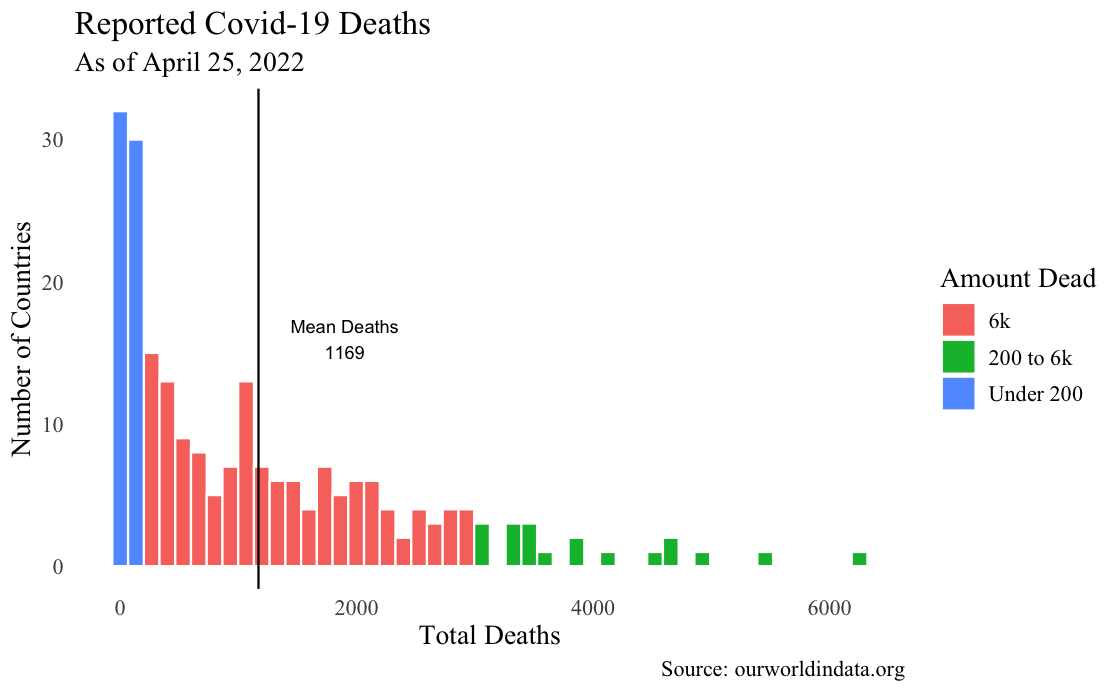 Reported Covid-19 Deaths
As of April 25, 2022
Number of Countries
30
20
10
0
Mean Deaths
1169
0 2000 4000 6000
Total Deaths
Amount Dead
6k
200 to 6k
Under 200
Source: ourworldindata.org